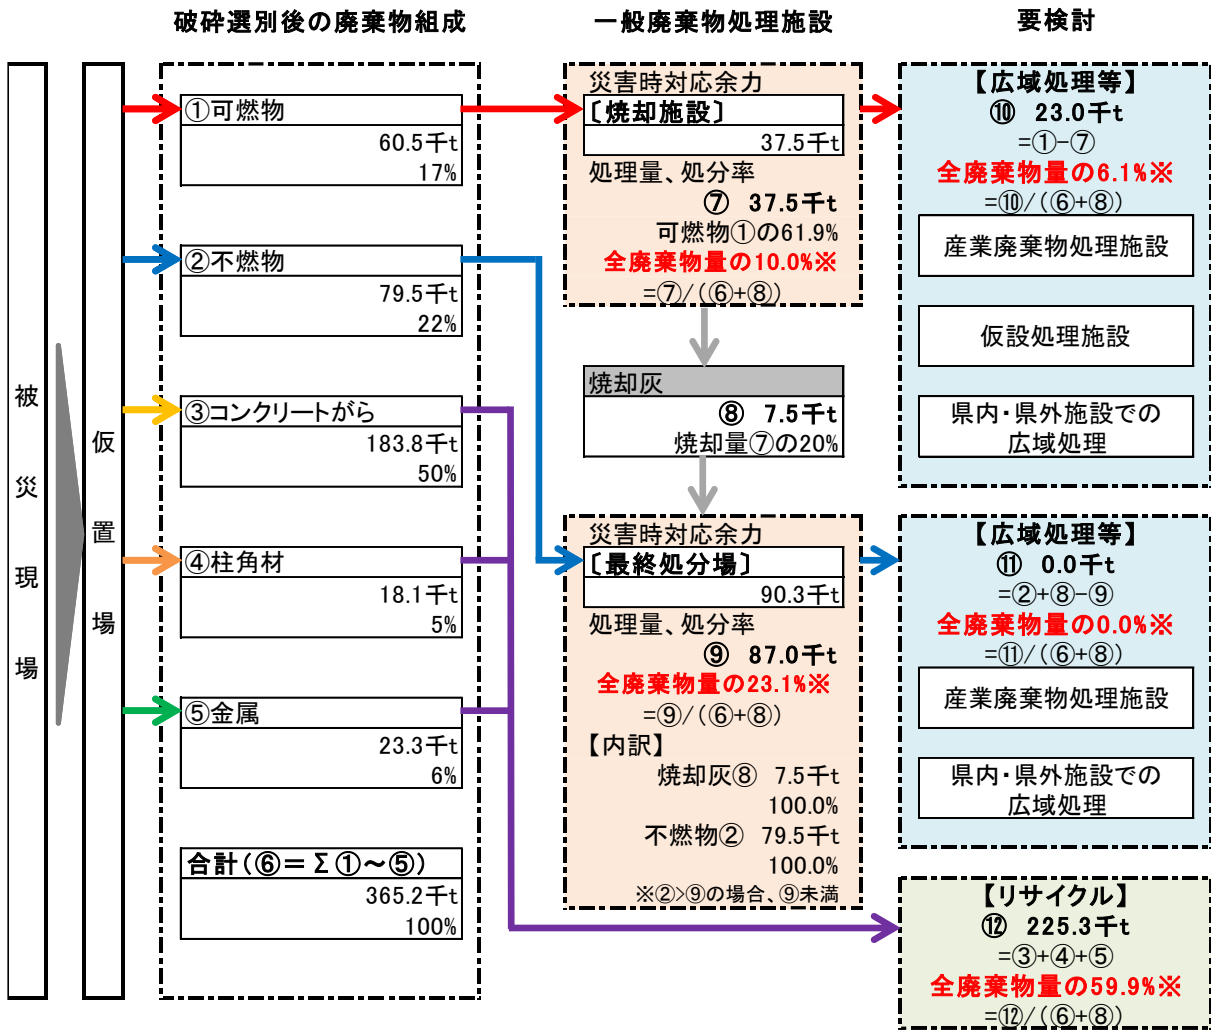 破砕選別後の廃棄物組成
一般廃棄物処理施設
要検討
被災現場
仮置場
①可燃物
60.5千t
17%
②不燃物
79.5千t
22%
③コンクリートがら
183.8千t
50%
④柱角材
18.1千t
5%
⑤金属
23.3千t
6%
合計(⑥=Σ①~⑤)
365.2千t
100%
災害時対応余力
〔焼却施設〕
37.5千t
処理量、処分率
⑦ 37.5千t
可燃物①の61.9%
全廃棄物量の10.0%※
=⑦/(⑥+⑧)
焼却灰
⑧ 7.5千t
焼却量⑦の20%
災害時対応余力
〔最終処分場〕
90.3千t
処理量、処分率
⑨ 87.0千t
全廃棄物量の23.1%※
=⑨/(⑥+⑧)
【内訳】
焼却灰⑧ 7.5千t
100.0%
不燃物② 79.5千t
100.0%
※②>⑨の場合、⑨未満
【広域処理等】
⑩ 23.0千t
=①-⑦
全廃棄物量の6.1%※
=⑩/(⑥+⑧)
産業廃棄物処理施設
仮設処理施設
県内・県外施設での
広域処理
【広域処理等】
⑪ 0.0千t
=②+⑧-⑨
全廃棄物量の0.0%※
=⑪/(⑥+⑧)
産業廃棄物処理施設
県内・県外施設での
広域処理
【リサイクル】
⑫ 225.3千t
=③+④+⑤
全廃棄物量の59.9%※
=⑫/(⑥+⑧)